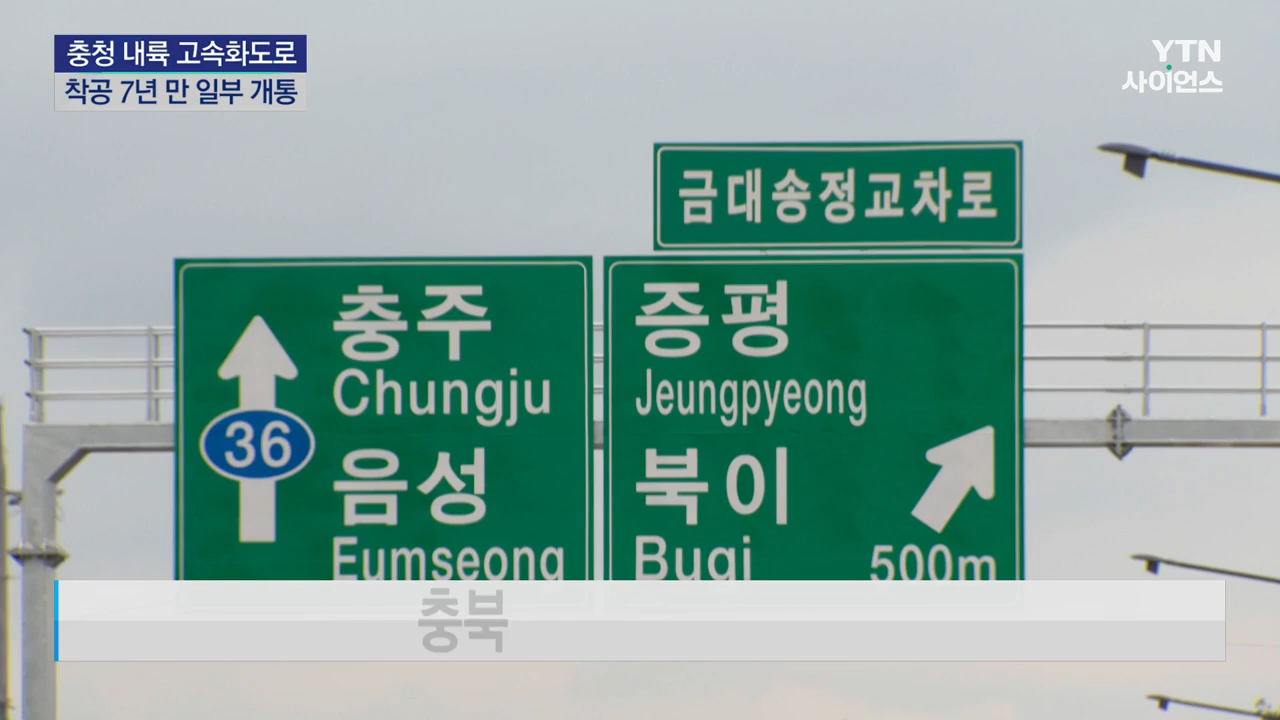 충청 내륙 고속화도로
착공 7년 만 일부 개통
YTN
사이언스
금대송정교차로
충주
Chungju
36
음성
Eumseong
증평
Jeungpyeong
북이
Bugi
500m
충북